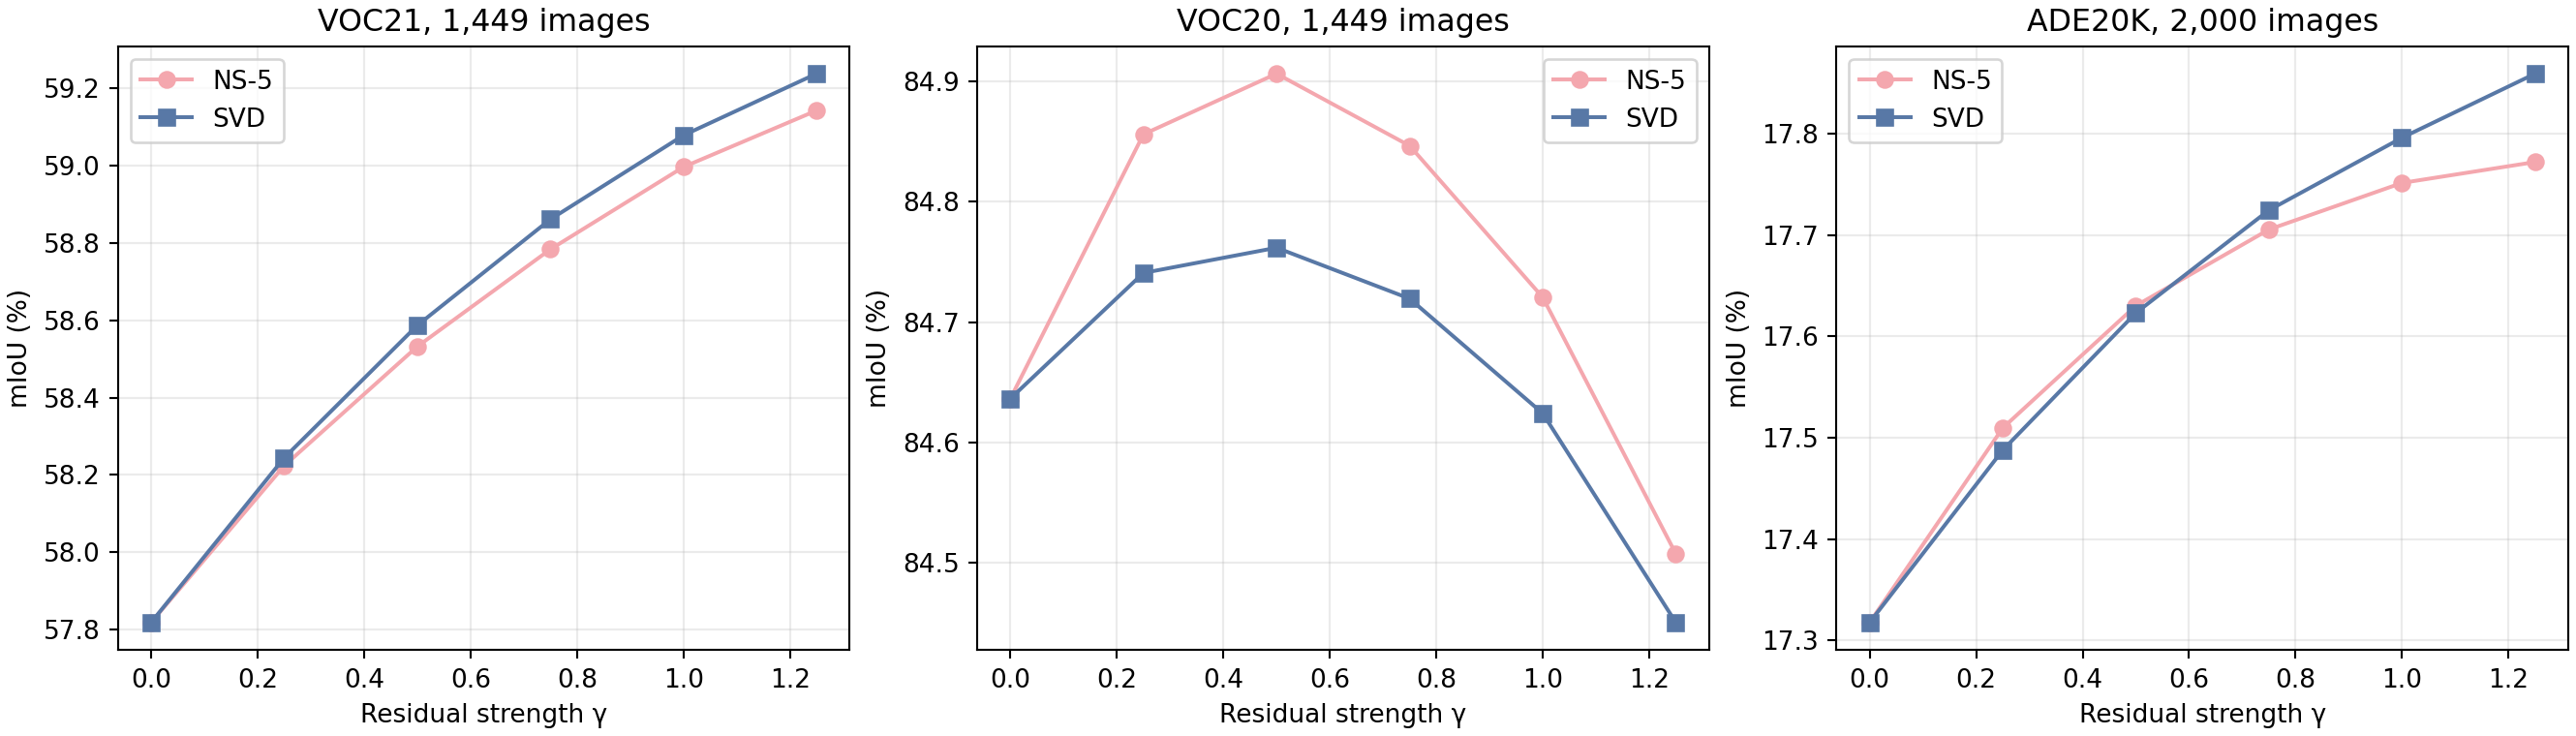 VOC21, 1,449 images
NS-5
SVD
59.2
59.0
58.8
58.6
58.4
58.2
58.0
57.8
mIoU (%)
0.0 0.2 0.4 0.6 0.8 1.0 1.2
Residual strength γ
VOC20, 1,449 images
NS-5
SVD
84.9
84.8
84.7
84.6
84.5
mIoU (%)
0.0 0.2 0.4 0.6 0.8 1.0 1.2
Residual strength γ
ADE20K, 2,000 images
NS-5
SVD
17.8
17.7
17.6
17.5
17.4
17.3
mIoU (%)
0.0 0.2 0.4 0.6 0.8 1.0 1.2
Residual strength γ